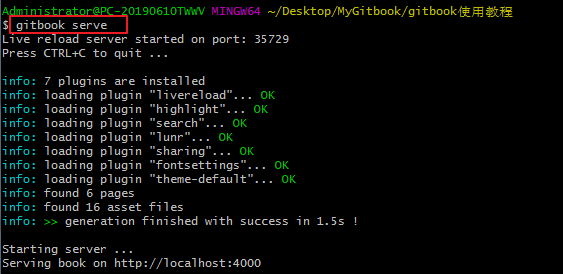 Administrator@PC-20190610TWWV MINGW64 ~/Desktop/MyGitbook/gitbook使用教程
$ gitbook serve
Live reload server started on port: 35729
Press CTRL+C to quit ...
info: 7 plugins are installed
info: loading plugin "livereload"... OK
info: loading plugin "highlight"... OK
info: loading plugin "search"... OK
info: loading plugin "lunr"... OK
info: loading plugin "sharing"... OK
info: loading plugin "fontsettings"... OK
info: loading plugin "theme-default"... OK
info: found 6 pages
info: found 16 asset files
info: >> generation finished with success in 1.5s !
Starting server ...
Serving book on http://localhost:4000